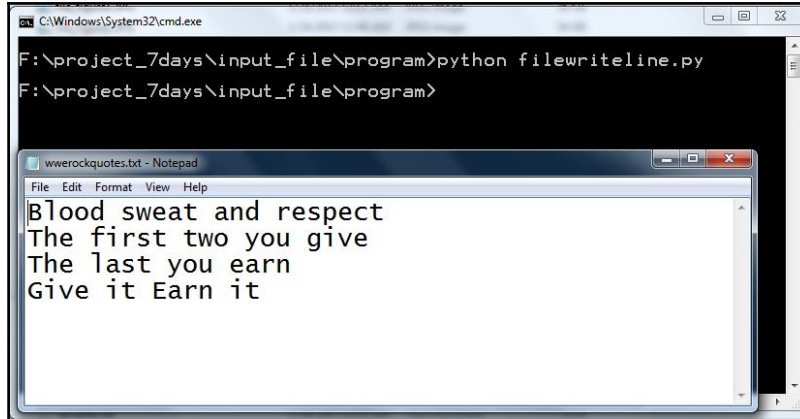 C:\Windows\System32\cmd.exe
F:\project_7days\input_file\program>python filewriteline.py
F:\project_7days\input_file\program>
wwerockquotes.txt - Notepad
File Edit Format View Help
Blood sweat and respect
The first two you give
The last you earn
Give it Earn it